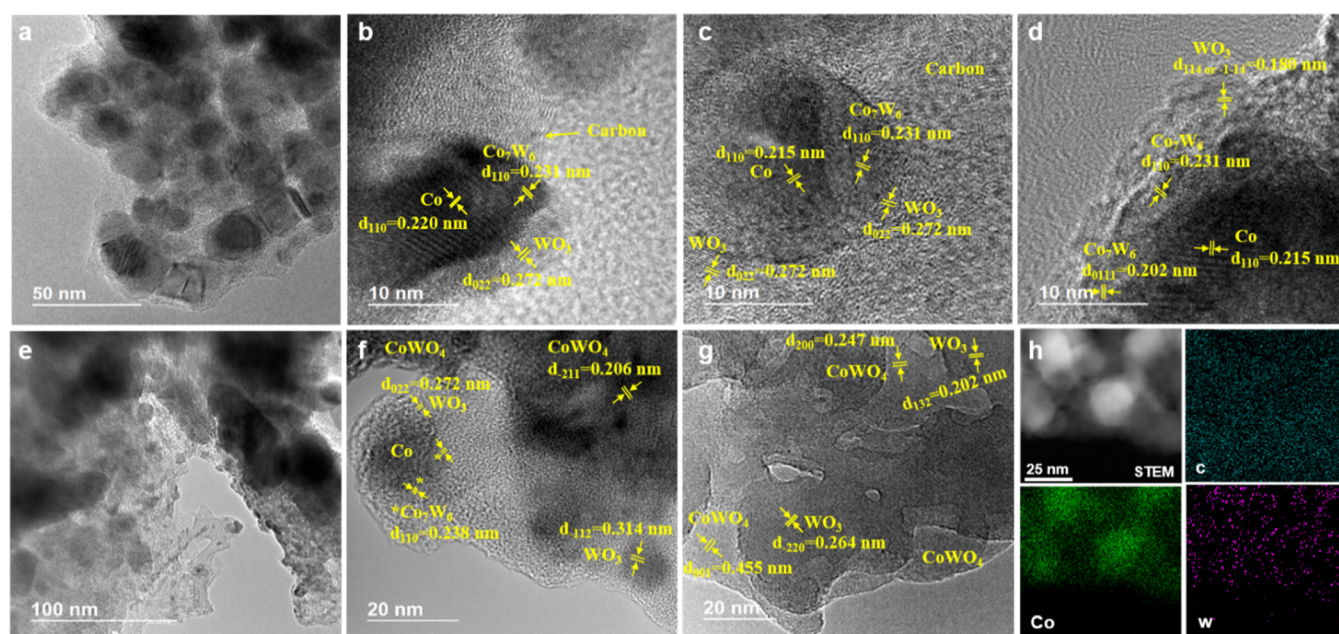 a
50 nm
b
Carbon
Co7W6
d110=0.231 nm
Co
d110=0.220 nm
WO3
d022=0.272 nm
10 nm
c
Carbon
Co7W6
d110=0.231 nm
d110=0.215 nm
Co
WO3
d022=0.272 nm
WO3
d022=0.272 nm
10 nm
d
WO3
d114 or -1-14=0.180 nm
Co7W6
d110=0.231 nm
Co
d110=0.215 nm
Co7W6
d0111=0.202 nm
10 nm
e
100 nm
f
CoWO4
d022=0.272 nm
WO3
CoWO4
d-211=0.206 nm
Co
*
*
*Co7W6
d110=0.238 nm
d-112=0.314 nm
WO3
20 nm
g
d200=0.247 nm
CoWO4
WO3
d132=0.202 nm
CoWO4
d001=0.455 nm
WO3
d-220=0.264 nm
CoWO4
20 nm
h
25 nm
STEM
c
Co
w